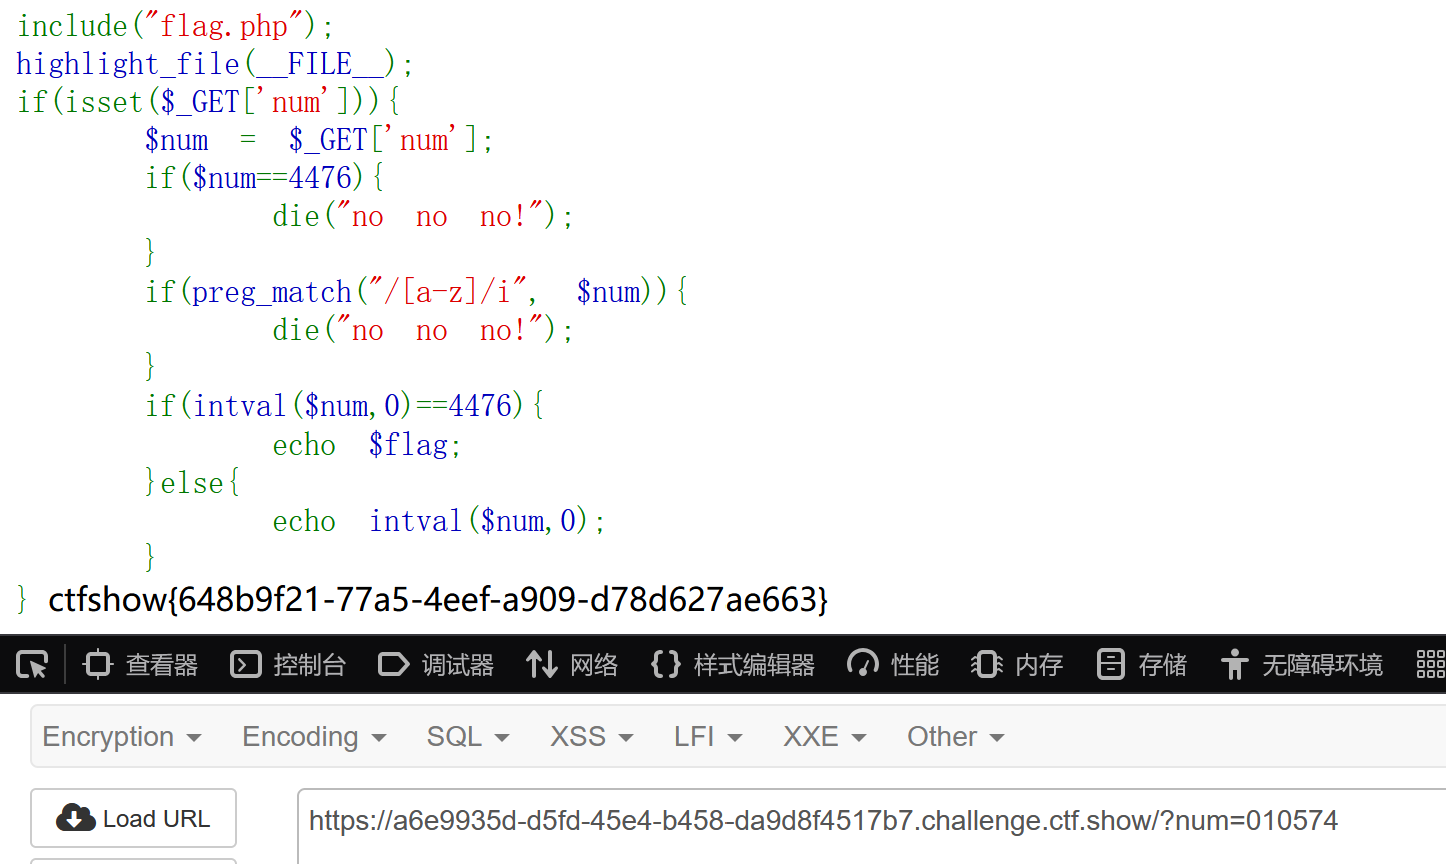 include("flag.php");
highlight_file(__FILE__);
if(isset($_GET['num'])){
$num = $_GET['num'];
if($num==4476){
die("no no no!");
}
if(preg_match("/[a-z]/i", $num)){
die("no no no!");
}
if(intval($num,0)==4476){
echo $flag;
}else{
echo intval($num,0);
}
} ctfshow{648b9f21-77a5-4eef-a909-d78d627ae663}
查看器 控制台 调试器 网络 样式编辑器 性能 内存 存储 无障碍环境
Encryption Encoding SQL XSS LFI XXE Other
Load URL https://a6e9935d-d5fd-45e4-b458-da9d8f4517b7.challenge.ctf.show/?num=010574